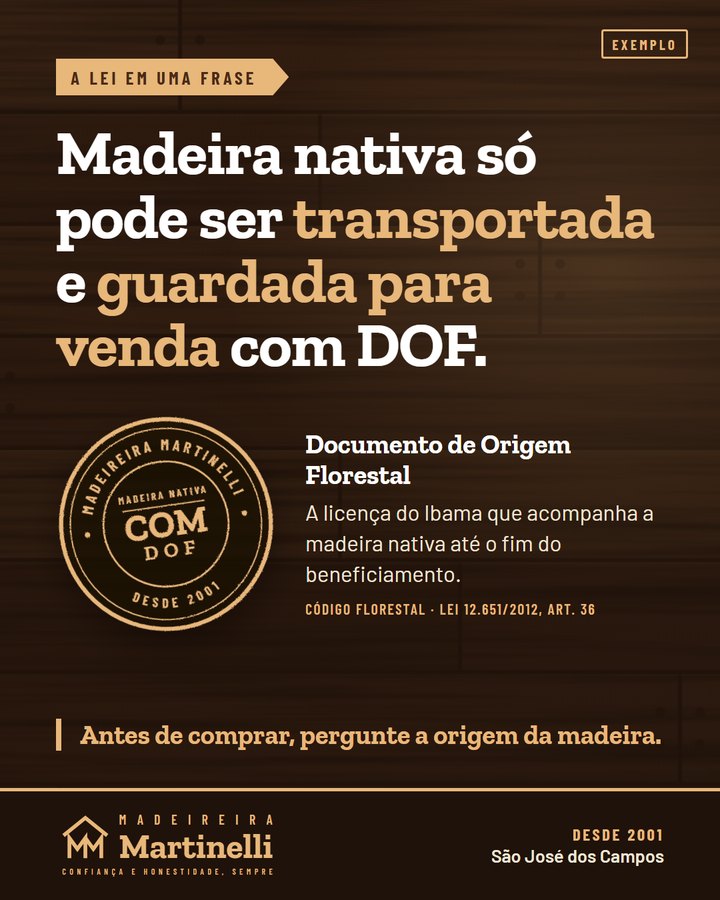 EXEMPLO
A LEI EM UMA FRASE
Madeira nativa só
pode ser transportada
e guardada para
venda com DOF.
MADEIREIRA MARTINELLI
MADEIRA NATIVA
COM
DOF
DESDE 2001
Documento de Origem
Florestal
A licença do Ibama que acompanha a
madeira nativa até o fim do
beneficiamento.
CÓDIGO FLORESTAL · LEI 12.651/2012, ART. 36
Antes de comprar, pergunte a origem da madeira.
MADEIREIRA
Martinelli
CONFIANÇA E HONESTIDADE, SEMPRE
DESDE 2001
São José dos Campos